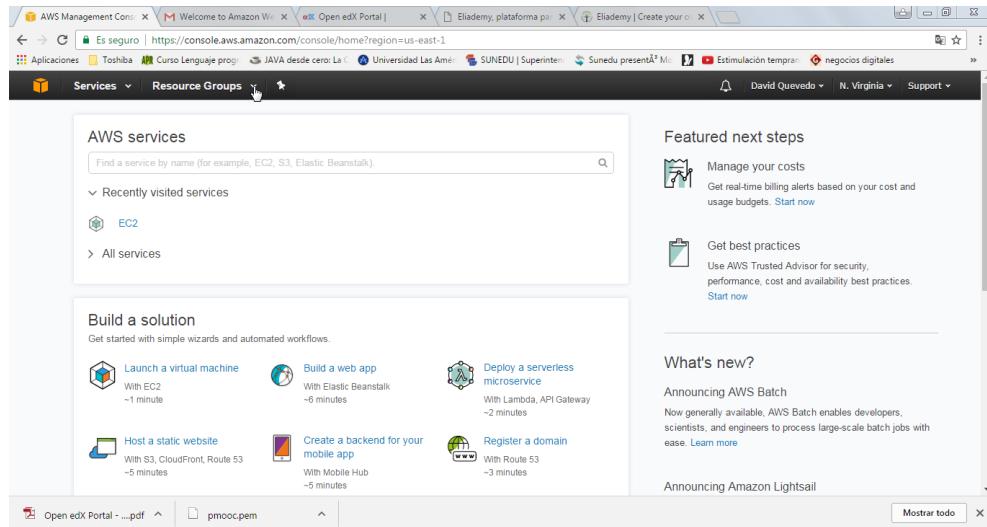 AWS Management Conso
Welcome to Amazon We
Open edX Portal |
Eliademy, plataforma par
Eliademy | Create your o
Es seguro | https://console.aws.amazon.com/console/home?region=us-east-1
Aplicaciones Toshiba Curso Lenguaje progr JAVA desde cero: La C Universidad Las Amér SUNEDU | Superinten Sunedu presentÃ³ Mo Estimulación tempran negocios digitales »
Services Resource Groups David Quevedo N. Virginia Support
AWS services
Find a service by name (for example, EC2, S3, Elastic Beanstalk).
Recently visited services
EC2
All services
Build a solution
Get started with simple wizards and automated workflows.
Launch a virtual machine
With EC2
~1 minute
Build a web app
With Elastic Beanstalk
~6 minutes
Deploy a serverless
microservice
With Lambda, API Gateway
~2 minutes
Host a static website
With S3, CloudFront, Route 53
~5 minutes
Create a backend for your
mobile app
With Mobile Hub
~5 minutes
Register a domain
With Route 53
~3 minutes
Featured next steps
Manage your costs
Get real-time billing alerts based on your cost and
usage budgets. Start now
Get best practices
Use AWS Trusted Advisor for security,
performance, cost and availability best practices.
Start now
What's new?
Announcing AWS Batch
Now generally available, AWS Batch enables developers,
scientists, and engineers to process large-scale batch jobs with
ease. Learn more
Announcing Amazon Lightsail
Open edX Portal - ....pdf
pmooc.pem
Mostrar todo